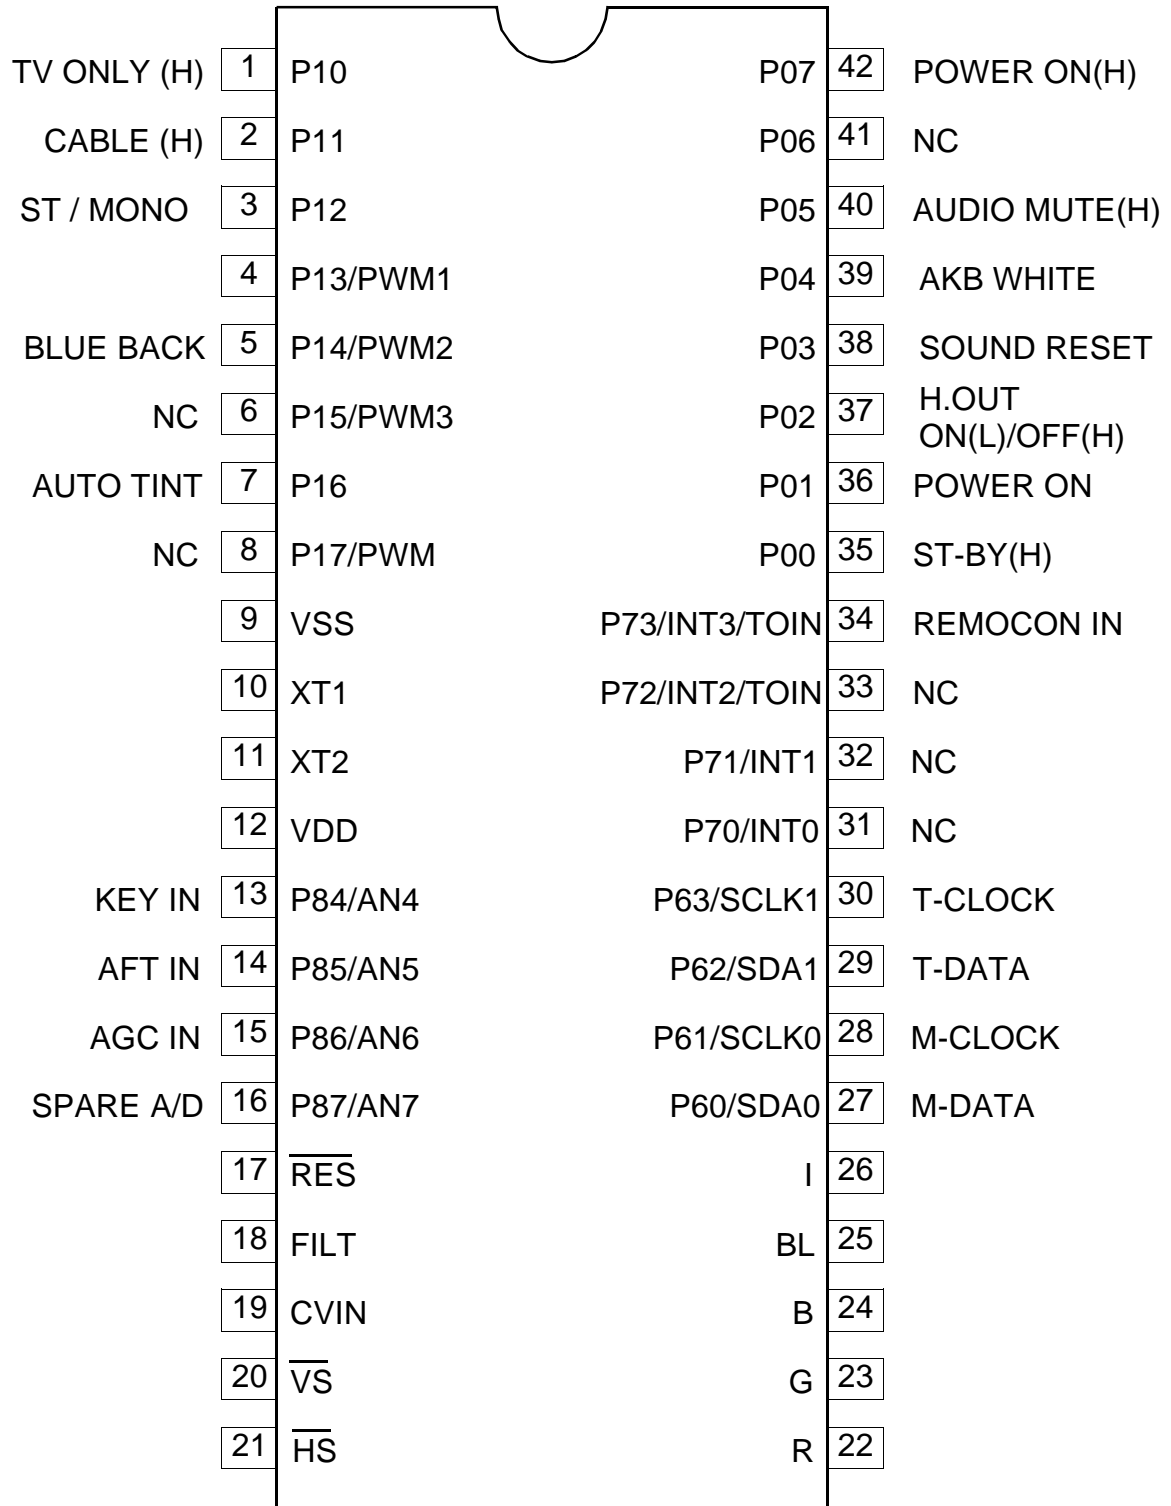 TV ONLY (H) 1 P10 P07 42 POWER ON(H)
CABLE (H) 2 P11 P06 41 NC
ST / MONO 3 P12 P05 40 AUDIO MUTE(H)
4 P13/PWM1 P04 39 AKB WHITE
BLUE BACK 5 P14/PWM2 P03 38 SOUND RESET
NC 6 P15/PWM3 P02 37 H.OUT
ON(L)/OFF(H)
AUTO TINT 7 P16 P01 36 POWER ON
NC 8 P17/PWM P00 35 ST-BY(H)
9 VSS P73/INT3/TOIN 34 REMOCON IN
10 XT1 P72/INT2/TOIN 33 NC
11 XT2 P71/INT1 32 NC
12 VDD P70/INT0 31 NC
KEY IN 13 P84/AN4 P63/SCLK1 30 T-CLOCK
AFT IN 14 P85/AN5 P62/SDA1 29 T-DATA
AGC IN 15 P86/AN6 P61/SCLK0 28 M-CLOCK
SPARE A/D 16 P87/AN7 P60/SDA0 27 M-DATA
17 R̅E̅S̅ I 26
18 FILT BL 25
19 CVIN B 24
20 V̅S̅ G 23
21 H̅S̅ R 22